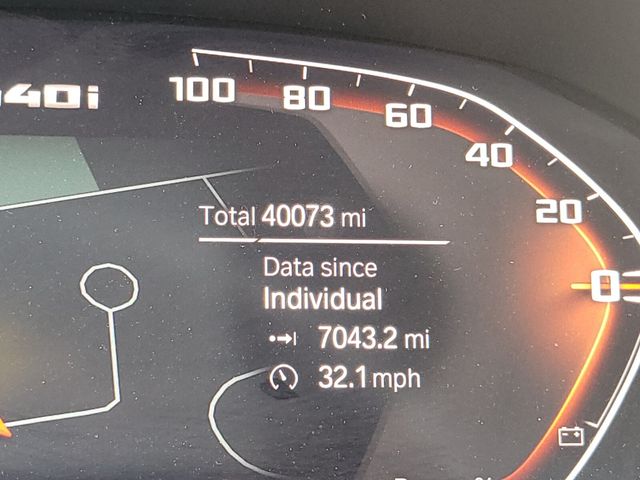 40i
100
80
60
40
20
0
Total 40073 mi
Data since
Individual
7043.2 mi
32.1 mph